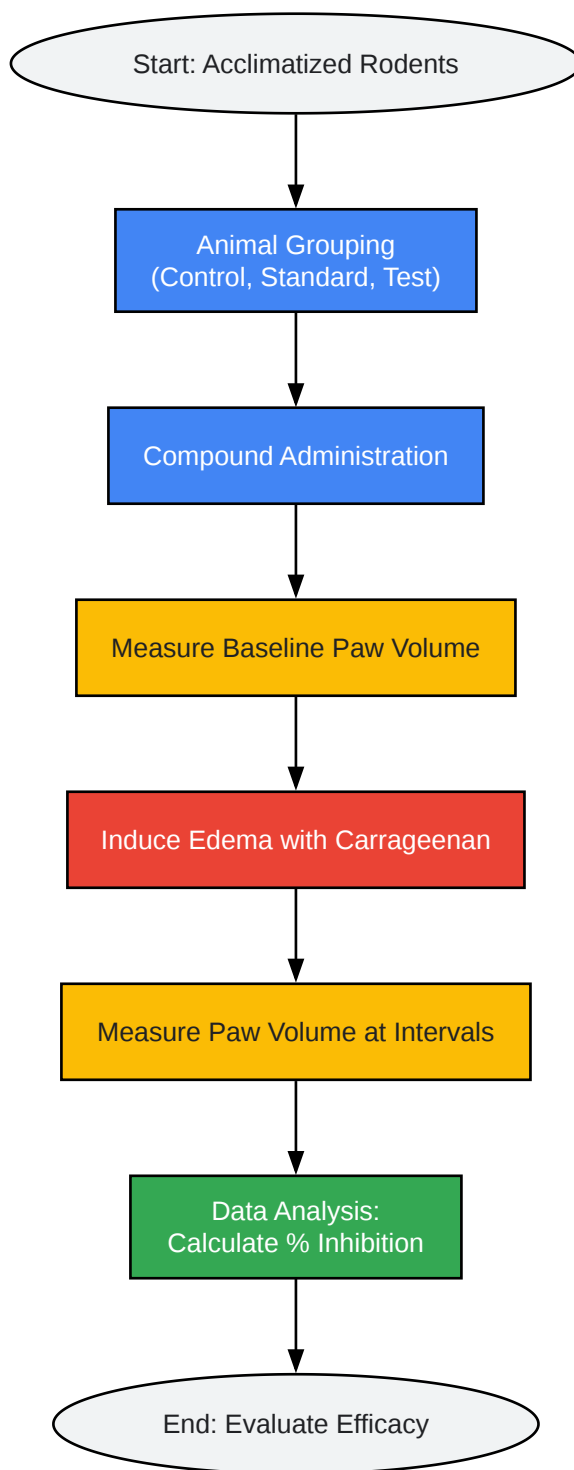 Start: Acclimatized Rodents
Animal Grouping
(Control, Standard, Test)
Compound Administration
Measure Baseline Paw Volume
Induce Edema with Carrageenan
Measure Paw Volume at Intervals
Data Analysis:
Calculate % Inhibition
End: Evaluate Efficacy